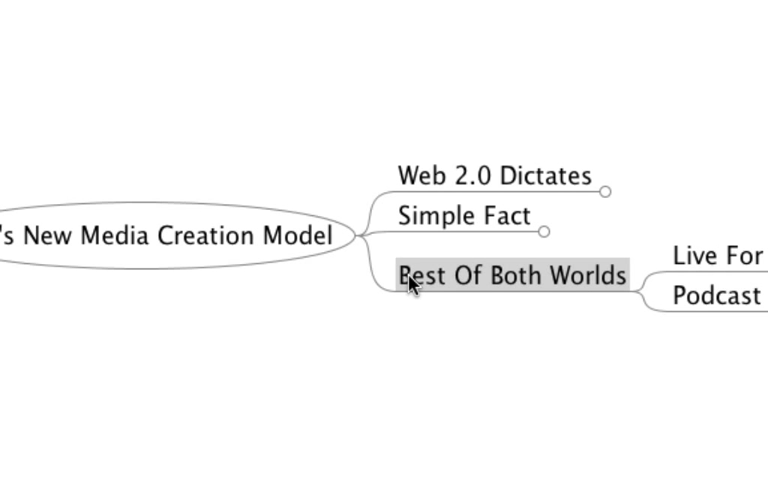 Web 2.0 Dictates
Simple Fact
's New Media Creation Model
Best Of Both Worlds
Live For
Podcast